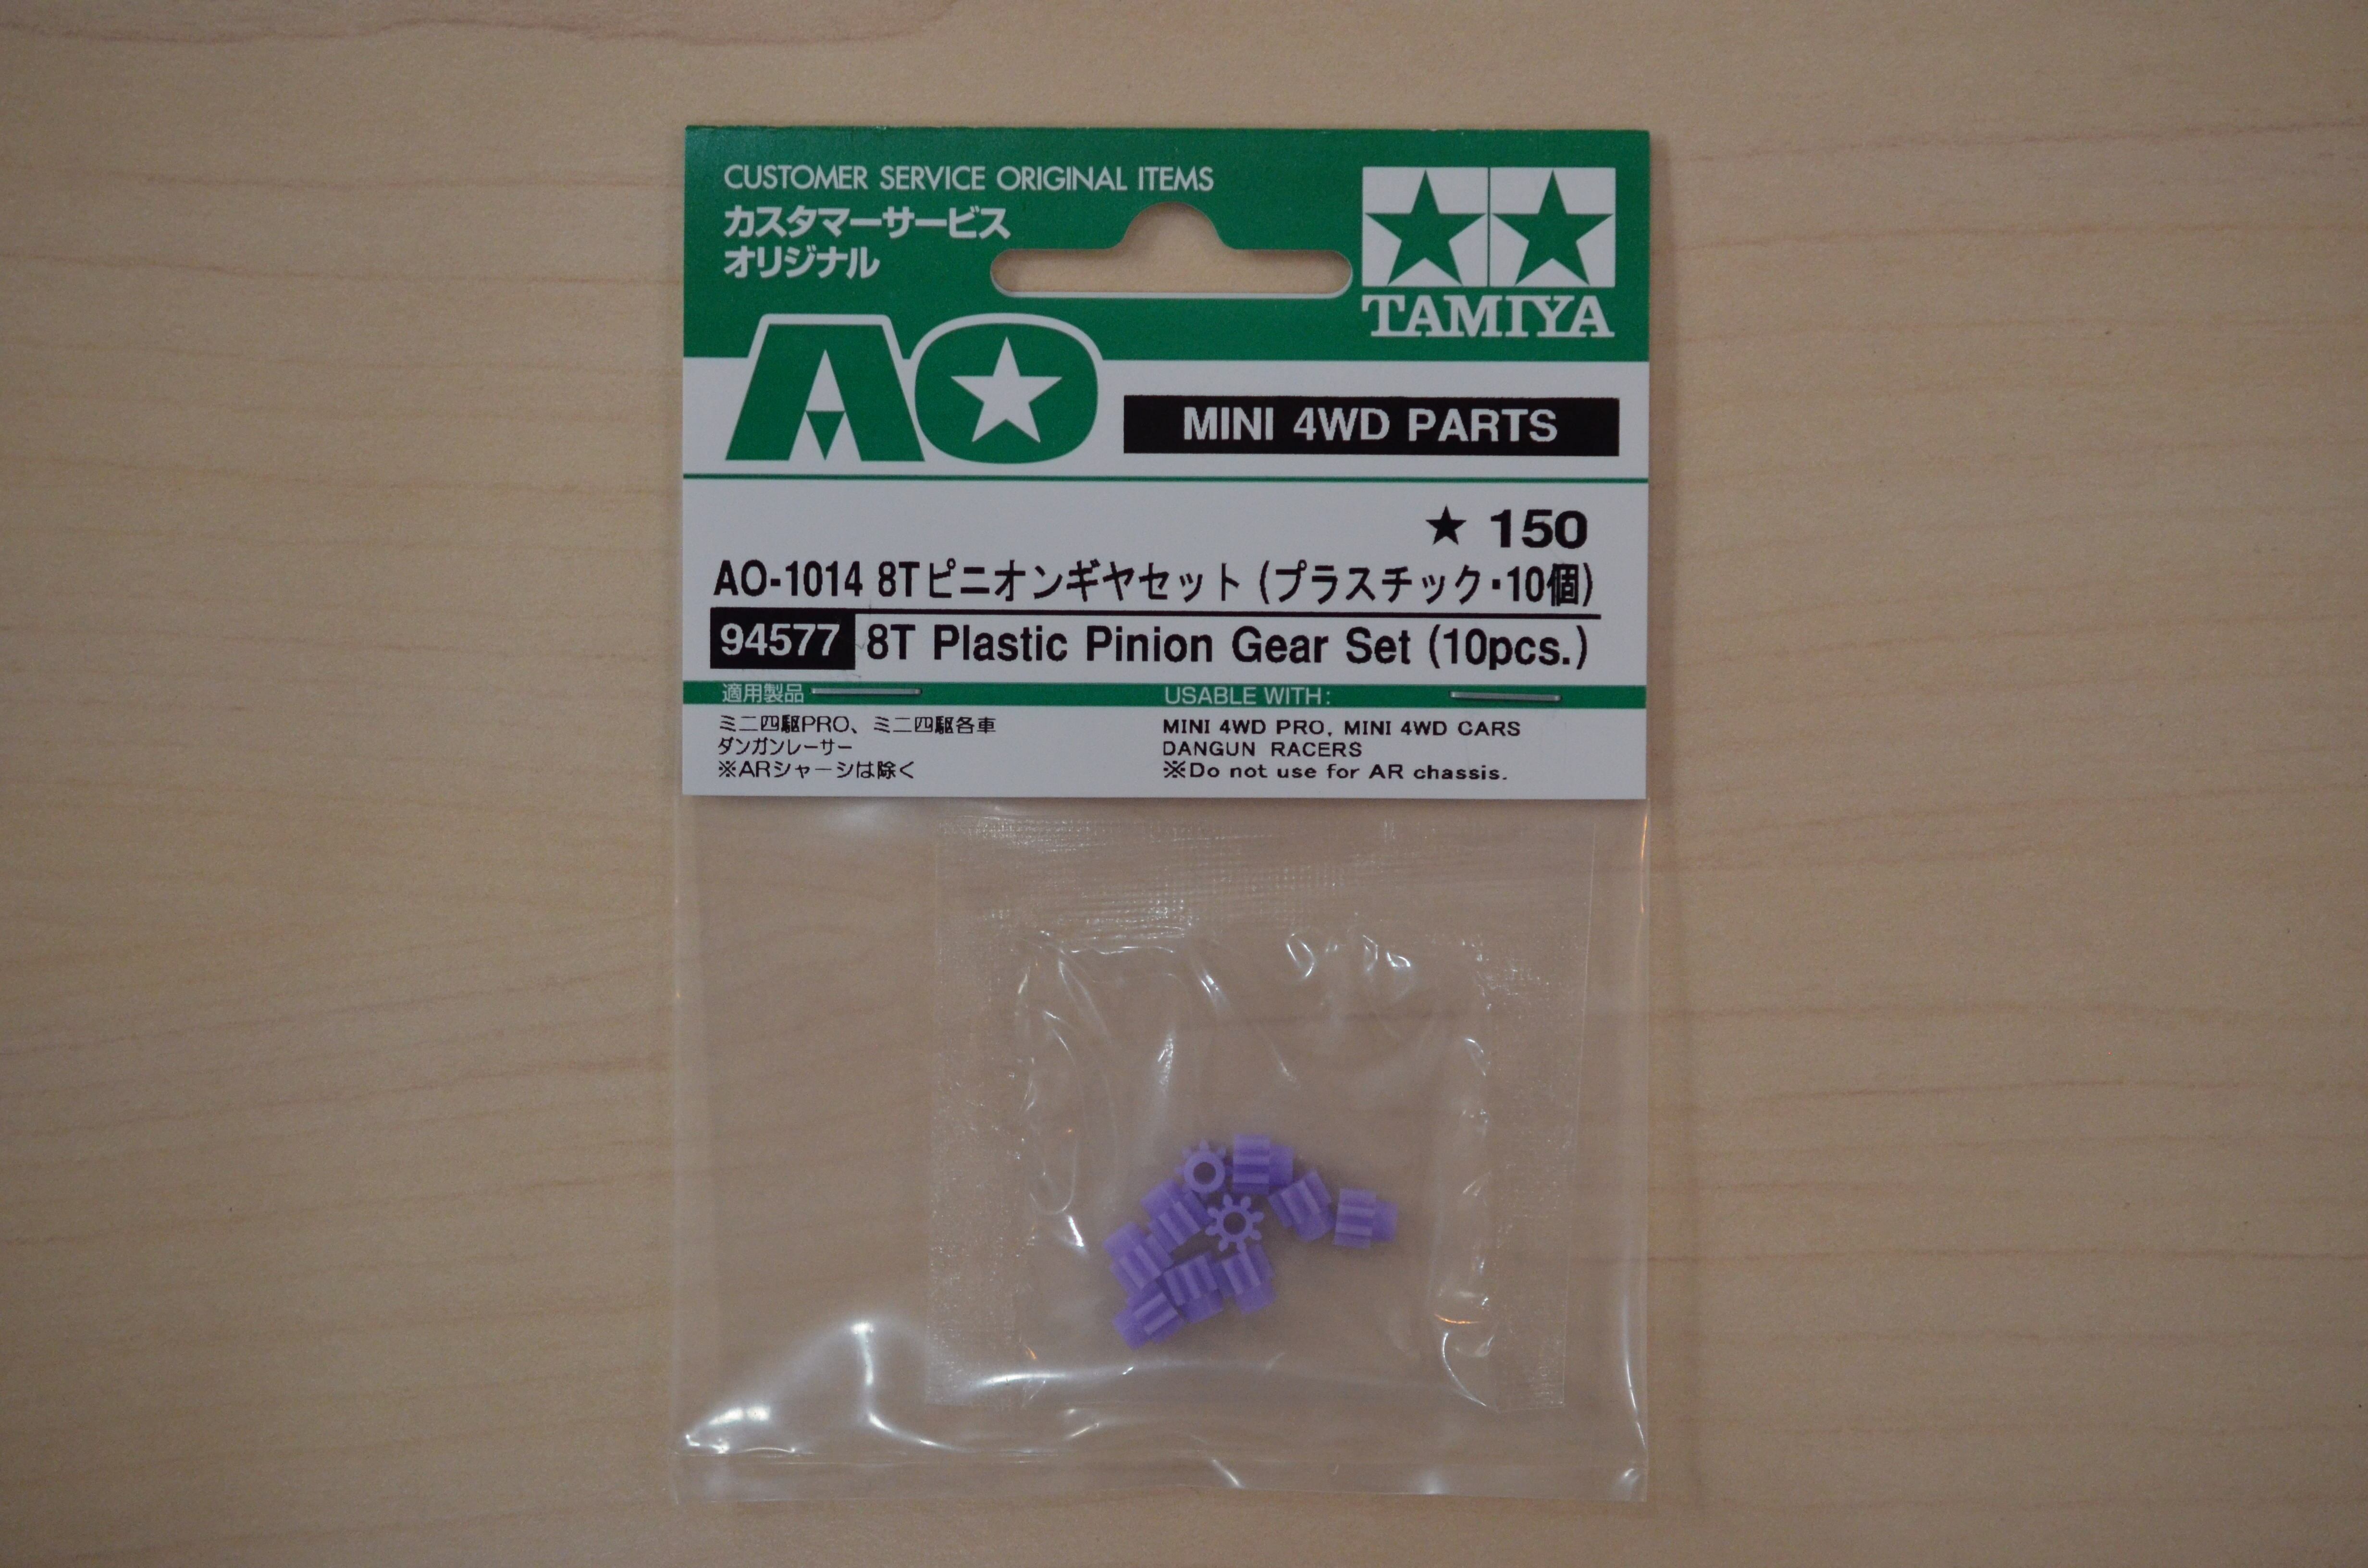 CUSTOMER SERVICE ORIGINAL ITEMS
カスタマーサービス
オリジナル
TAMIYA
AO
MINI 4WD PARTS
★ 150
AO-1014 8Tピニオンギヤセット (プラスチック・10個)
94577 8T Plastic Pinion Gear Set (10pcs.)
適用製品
ミニ四駆PRO、ミニ四駆各車
ダンガンレーサー
※ARシャーシは除く
USABLE WITH:
MINI 4WD PRO, MINI 4WD CARS
DANGUN RACERS
※Do not use for AR chassis.